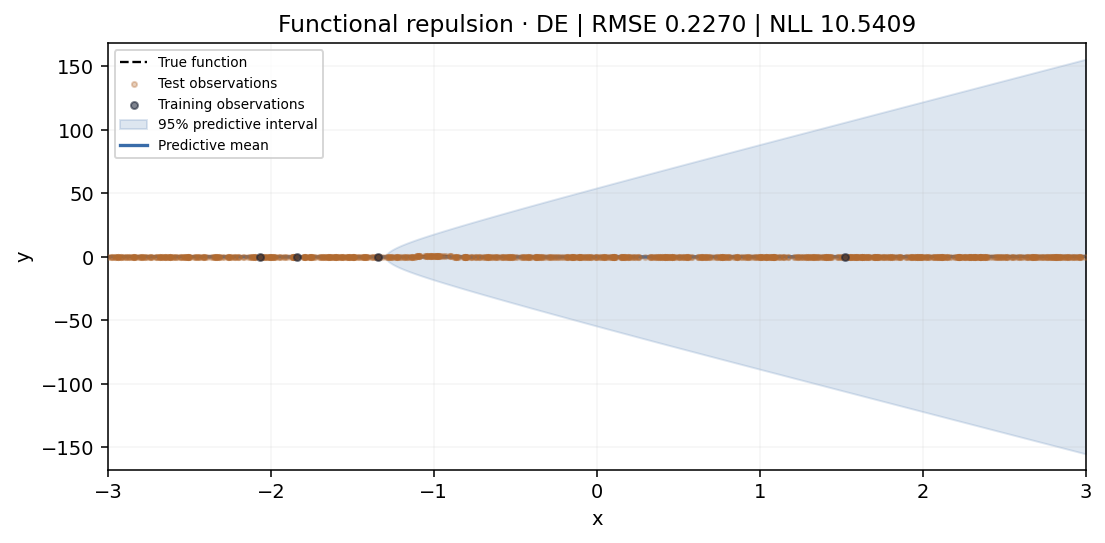 Functional repulsion · DE | RMSE 0.2270 | NLL 10.5409
True function
Test observations
Training observations
95% predictive interval
Predictive mean
150
100
50
0
−50
−100
−150
y
−3
−2
−1
0
1
2
3
x